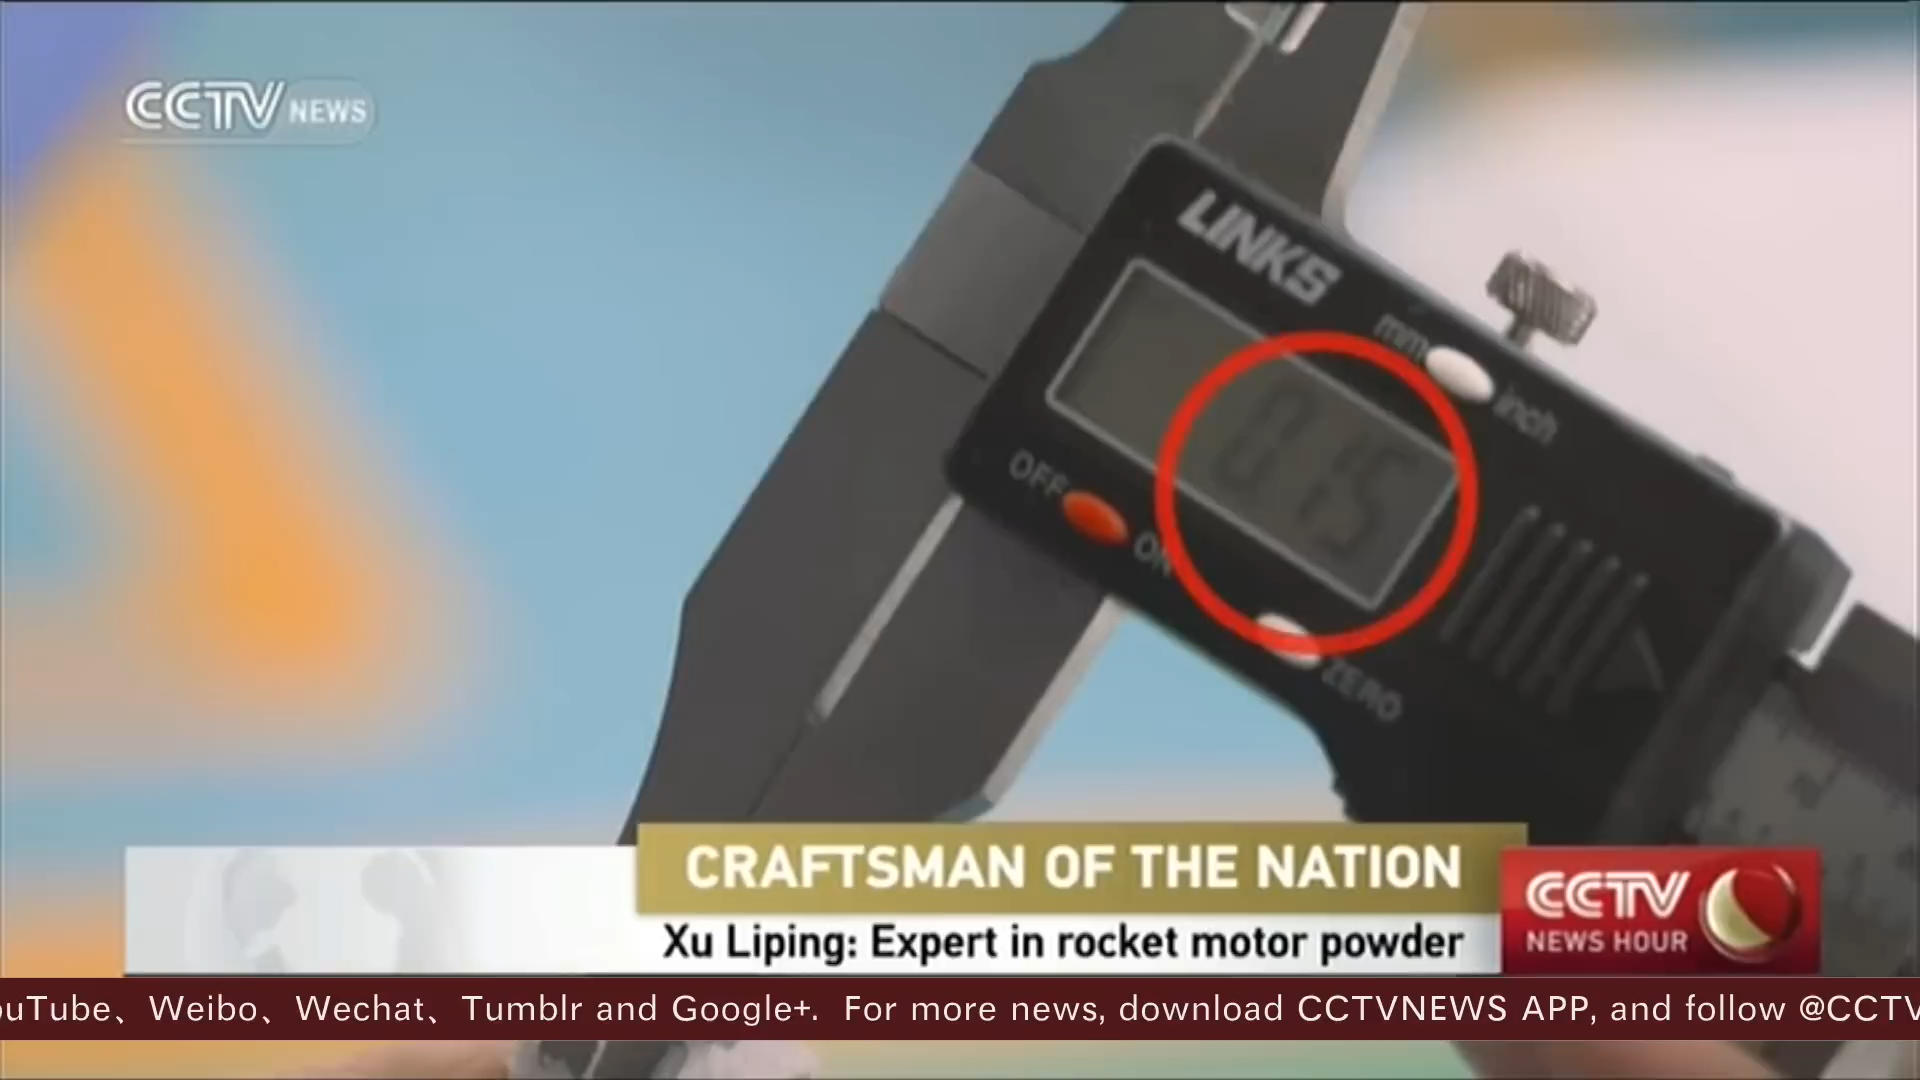 CCTV NEWS
LINKS
mm
inch
OFF
ON
0.15
ZERO
CRAFTSMAN OF THE NATION
Xu Liping: Expert in rocket motor powder
CCTV
NEWS HOUR
ouTube、Weibo、Wechat、Tumblr and Google+. For more news, download CCTVNEWS APP, and follow @CCTV